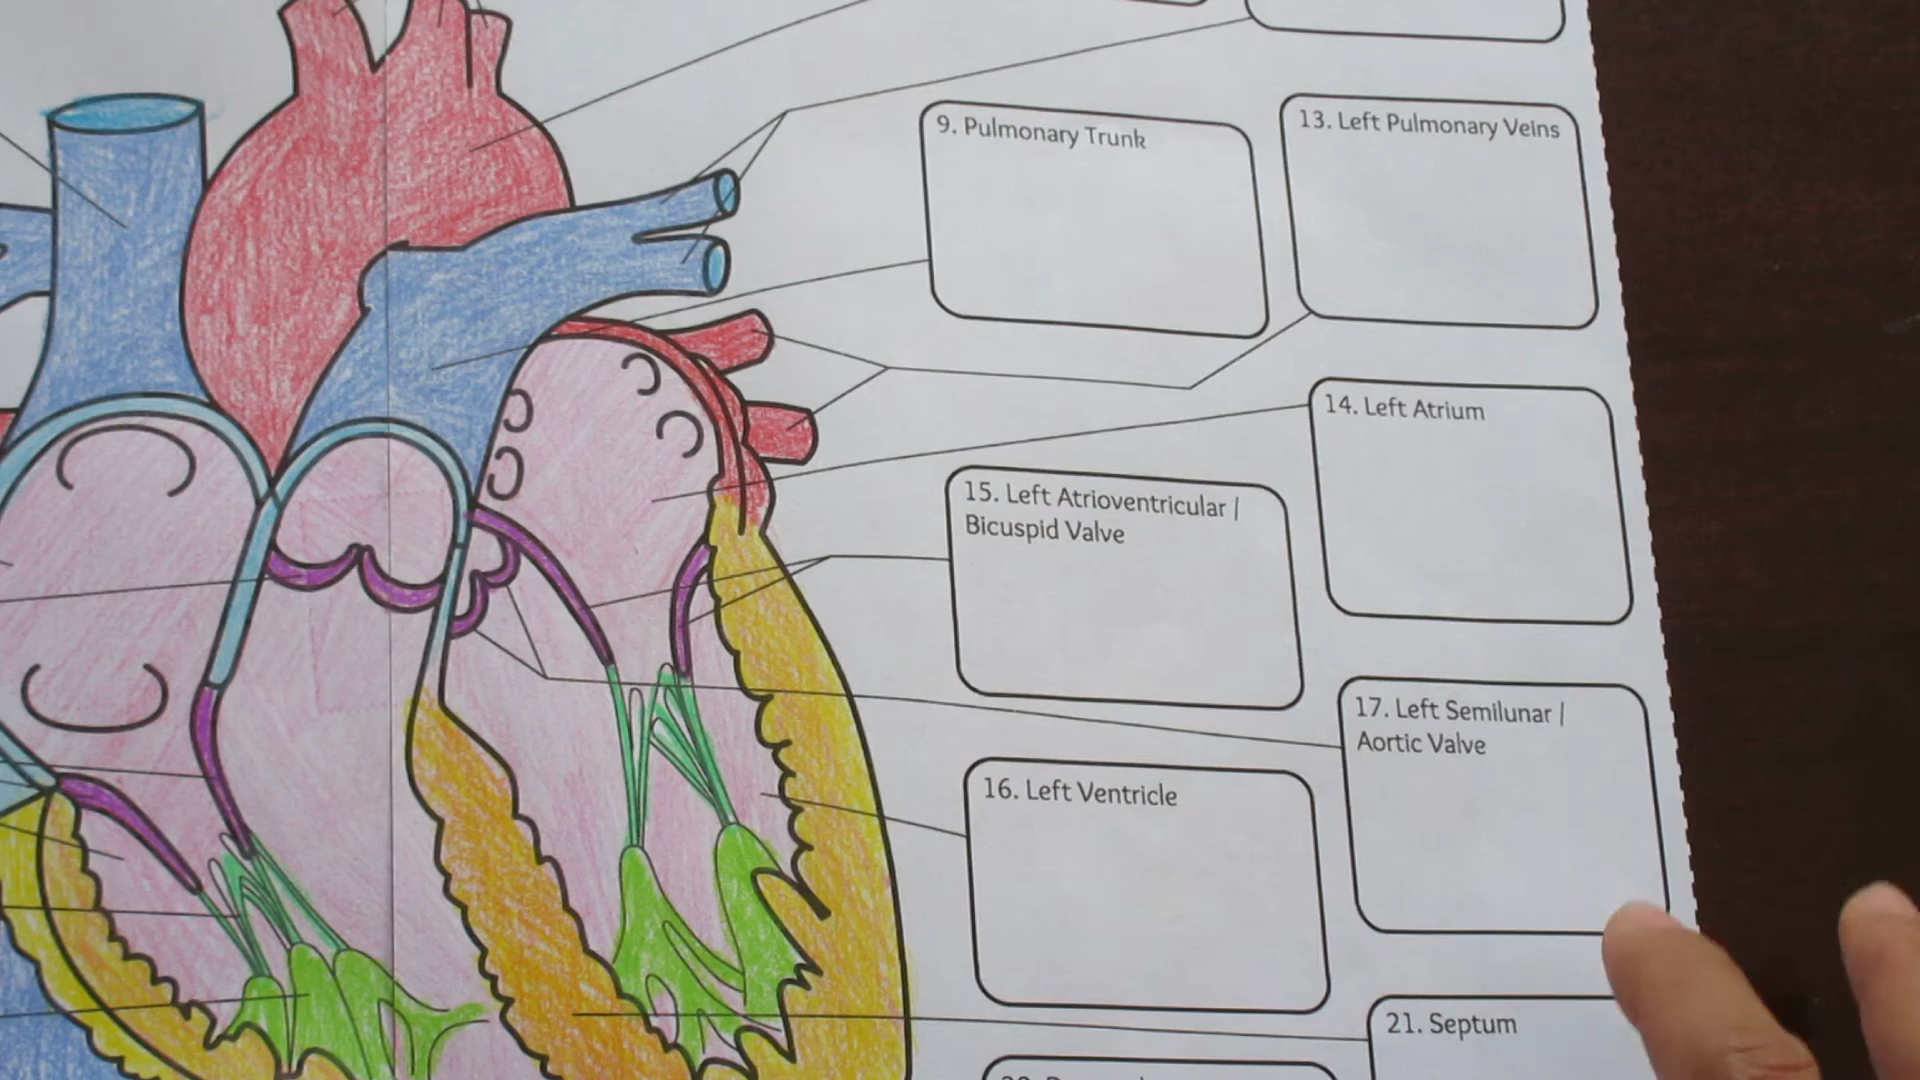 9. Pulmonary Trunk
13. Left Pulmonary Veins
14. Left Atrium
15. Left Atrioventricular |
Bicuspid Valve
17. Left Semilunar |
Aortic Valve
16. Left Ventricle
21. Septum